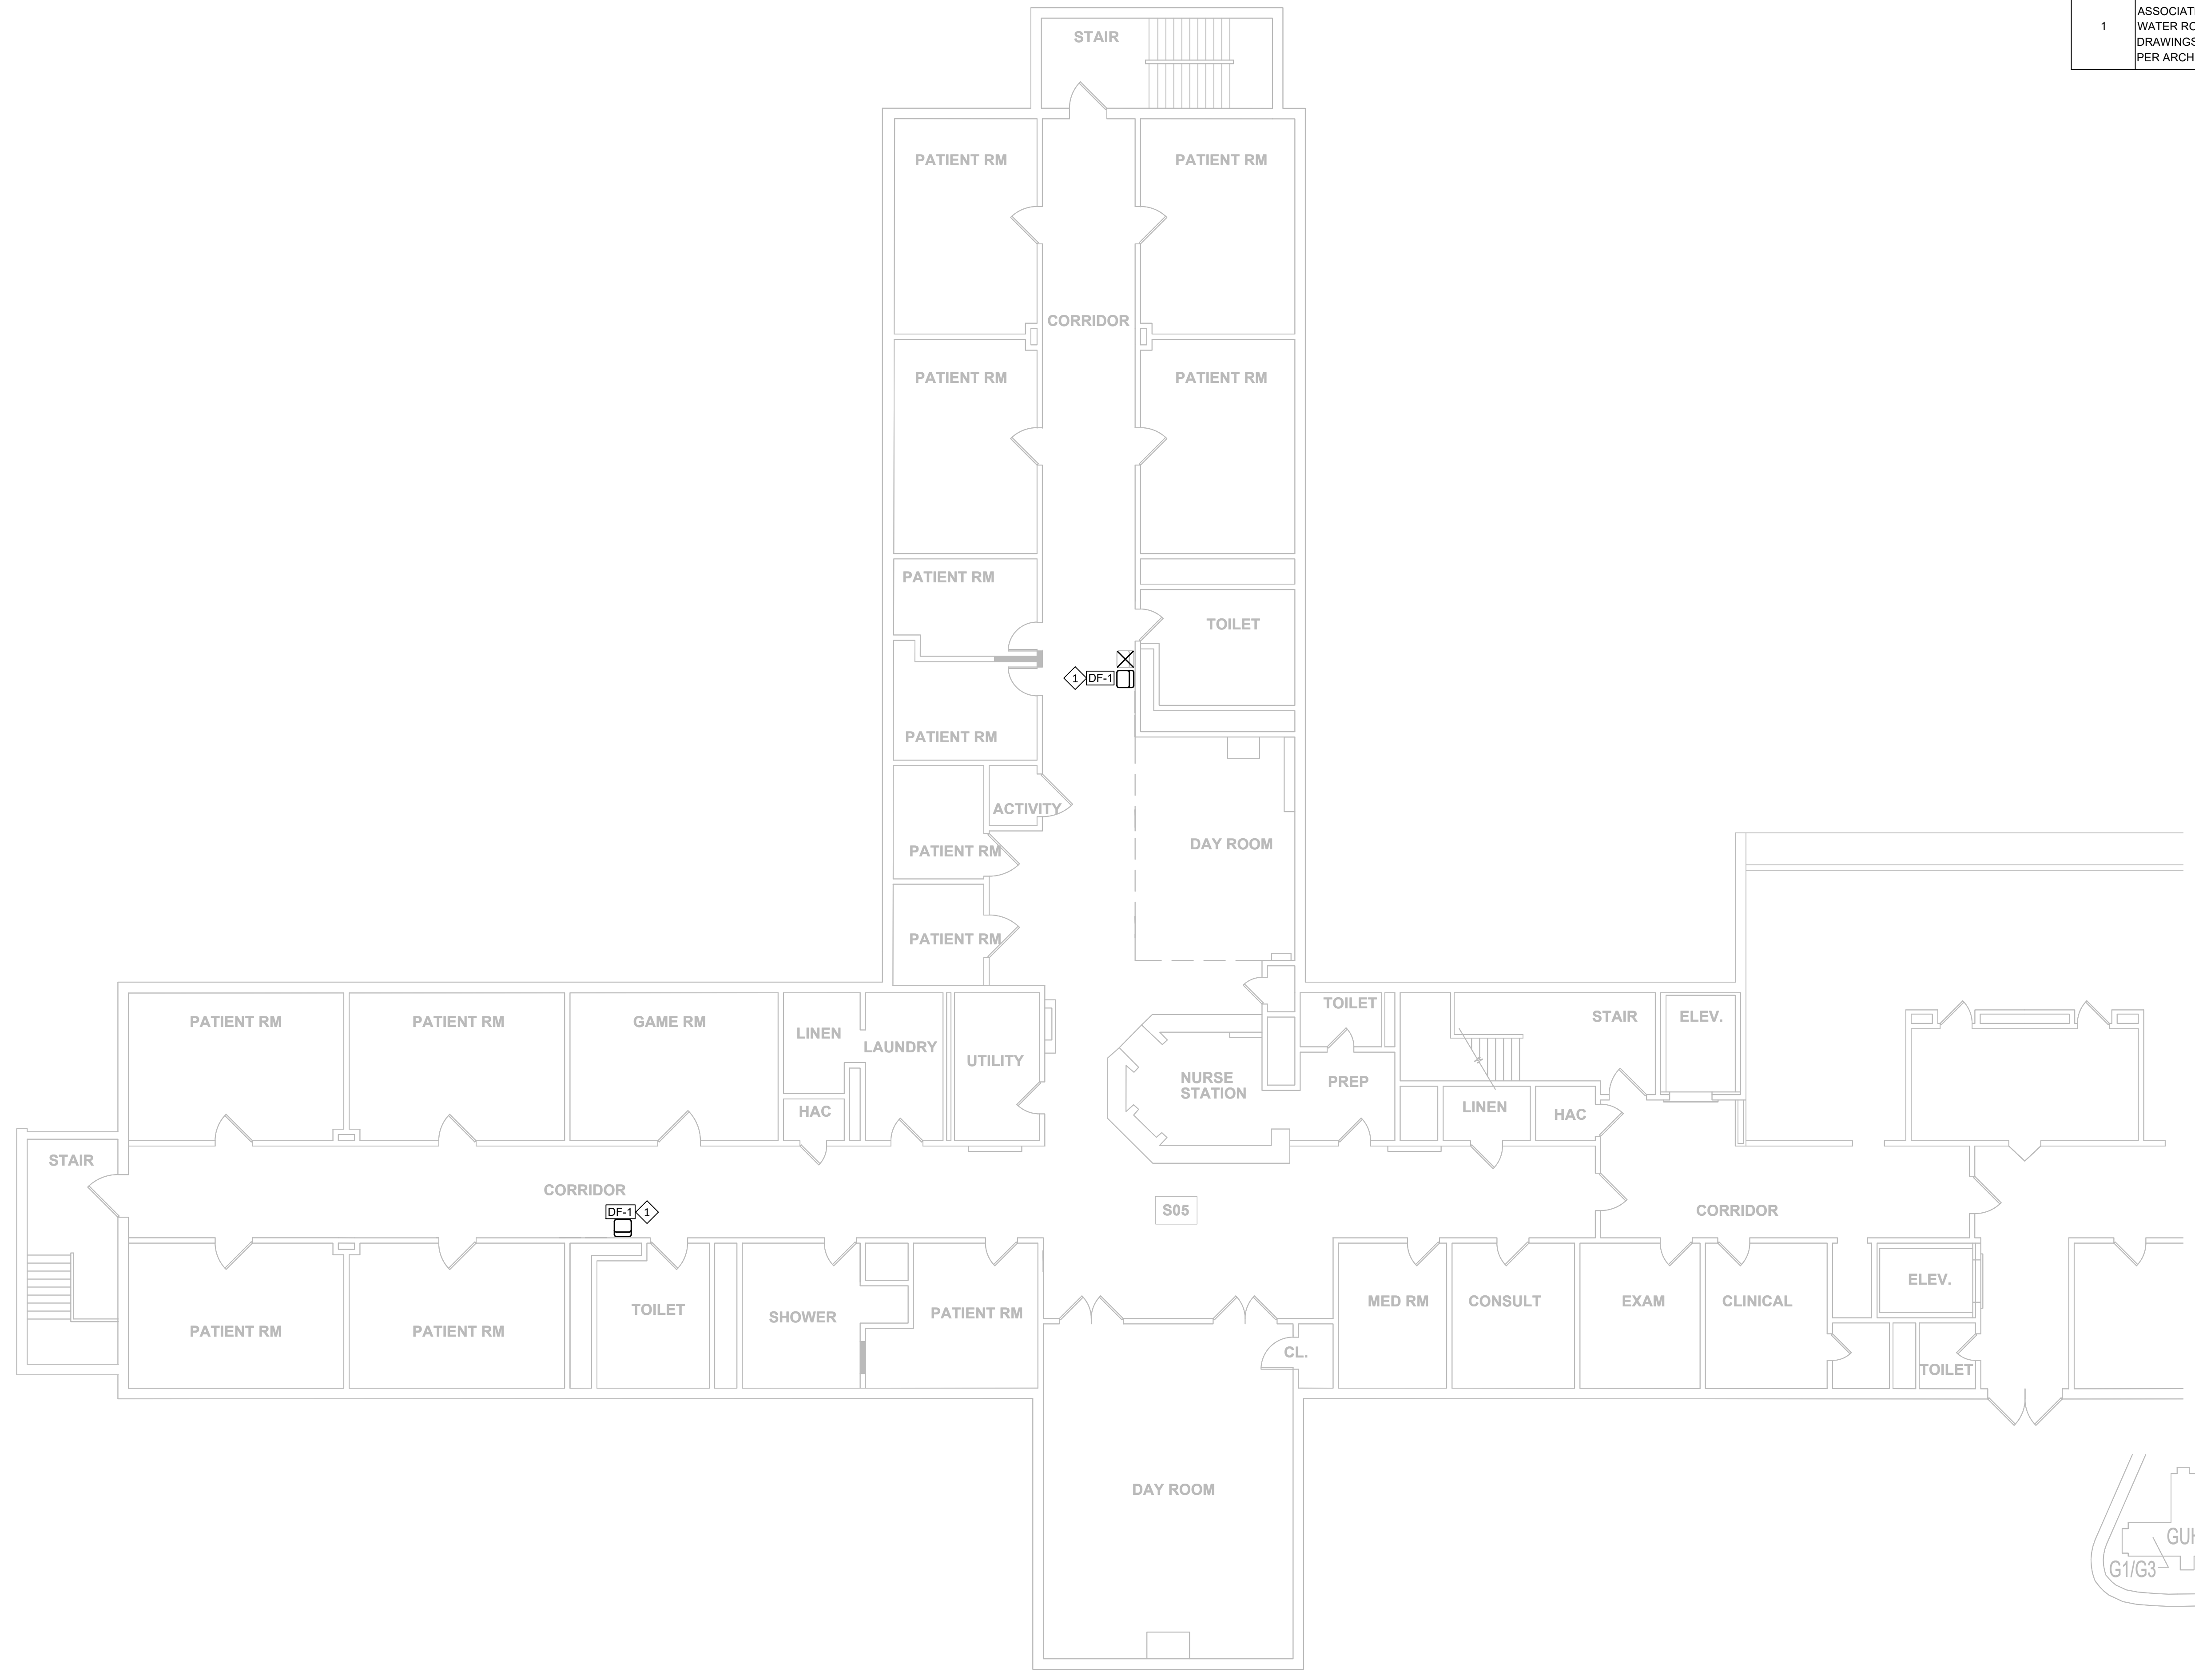 1
ASSOCIAT
WATER RO
DRAWINGS
PER ARCH
STAIR
PATIENT RM
PATIENT RM
CORRIDOR
PATIENT RM
PATIENT RM
PATIENT RM
TOILET
1 DF-1
PATIENT RM
ACTIVITY
DAY ROOM
PATIENT RM
PATIENT RM
PATIENT RM
PATIENT RM
GAME RM
LINEN
LAUNDRY
UTILITY
HAC
TOILET
NURSE
STATION
PREP
STAIR
ELEV.
LINEN
HAC
STAIR
CORRIDOR
DF-1 1
S05
CORRIDOR
PATIENT RM
PATIENT RM
TOILET
SHOWER
PATIENT RM
CL.
MED RM
CONSULT
EXAM
CLINICAL
ELEV.
TOILET
DAY ROOM
GUH
G1/G3